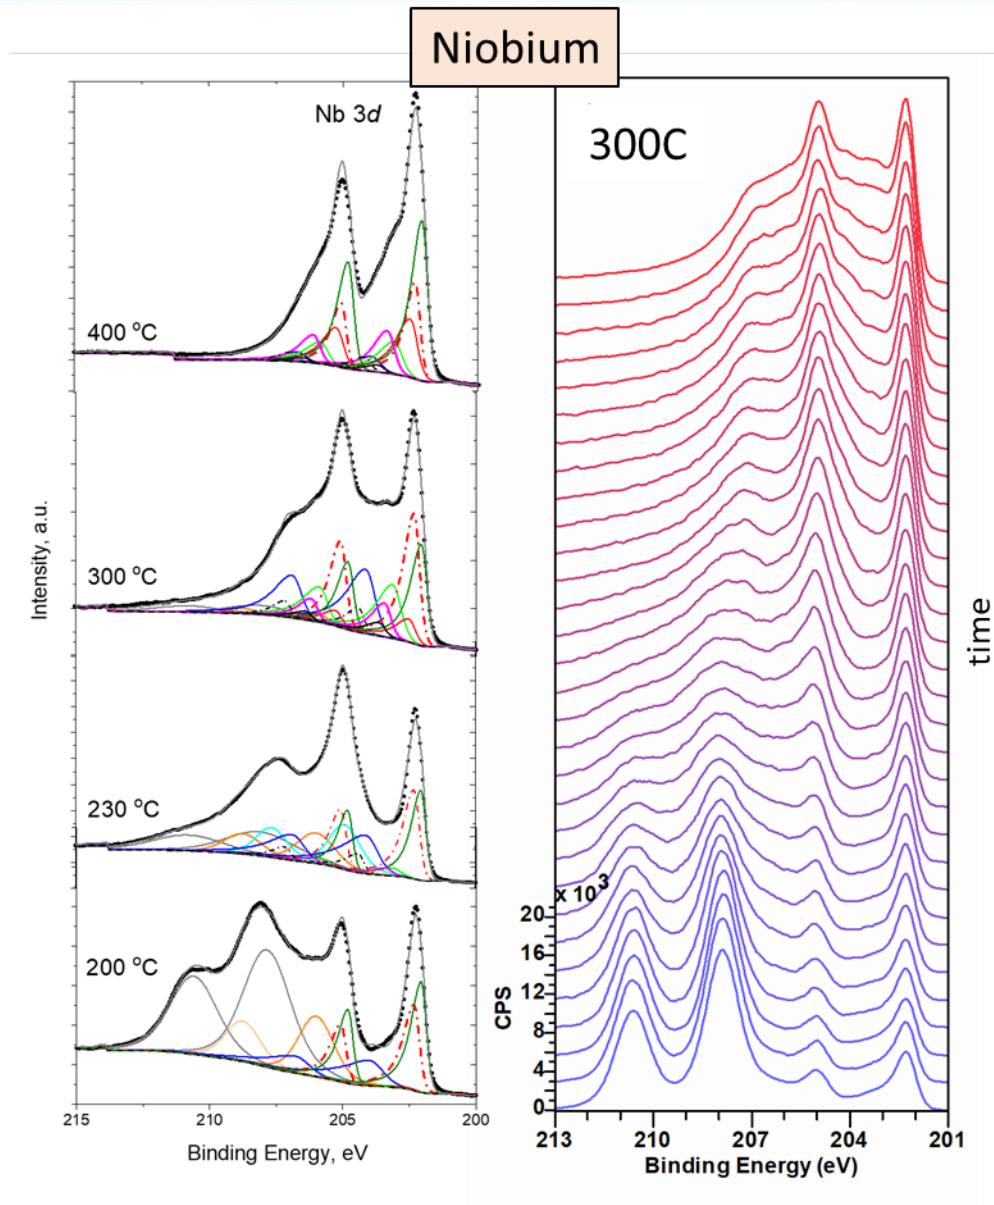 Niobium
Nb 3d
400 °C
300 °C
230 °C
200 °C
Intensity, a.u.
215
210
205
200
Binding Energy, eV
300C
time
x 10³
20
16
12
8
4
0
CPS
213
210
207
204
201
Binding Energy (eV)